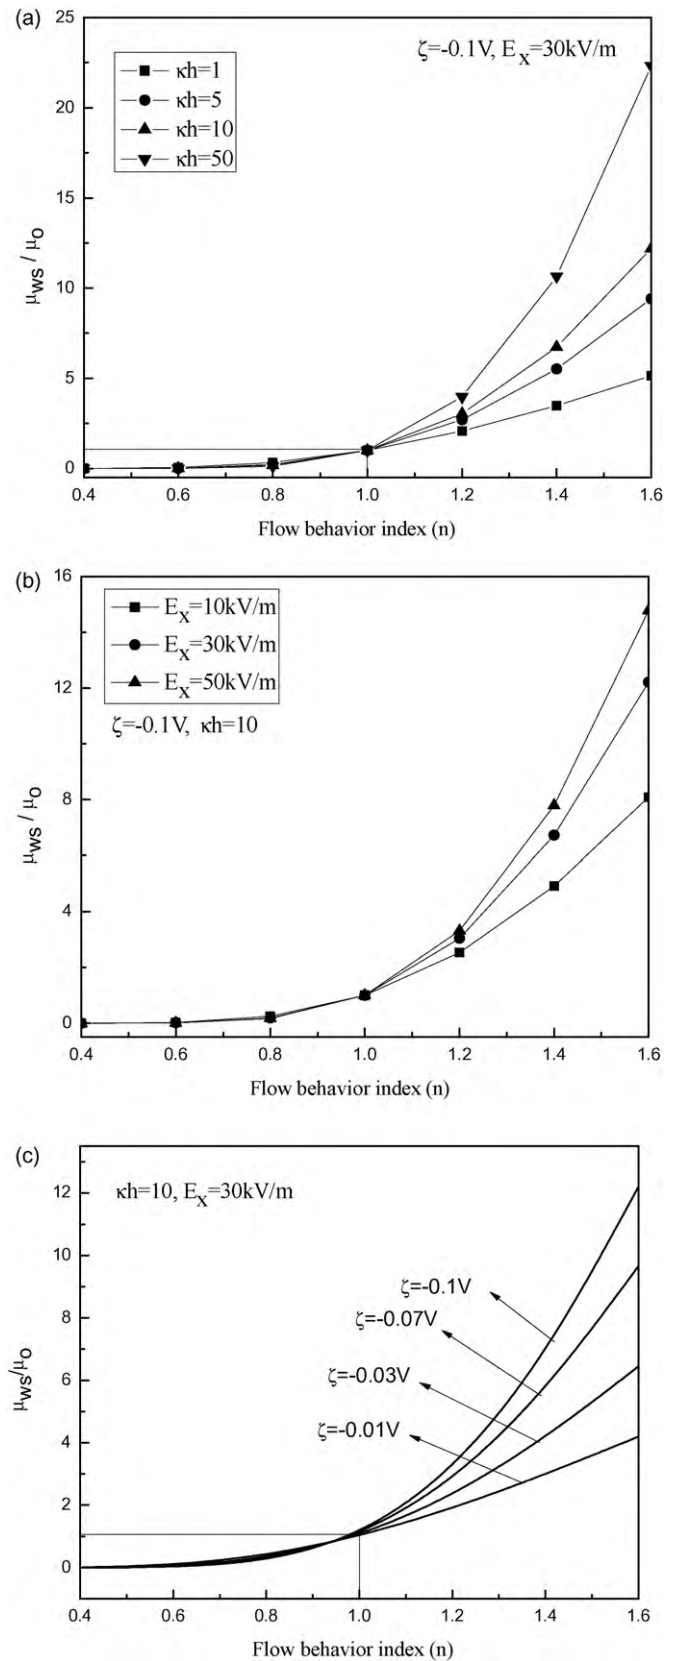 (a)
25
20
15
10
5
0
μws / μo
ζ=-0.1V, Ex=30kV/m
κh=1
κh=5
κh=10
κh=50
0.4 0.6 0.8 1.0 1.2 1.4 1.6
Flow behavior index (n)
(b)
16
12
8
4
0
μws / μo
Ex=10kV/m
Ex=30kV/m
Ex=50kV/m
ζ=-0.1V, κh=10
0.4 0.6 0.8 1.0 1.2 1.4 1.6
Flow behavior index (n)
(c)
12
10
8
6
4
2
0
μws/μo
κh=10, Ex=30kV/m
ζ=-0.1V
ζ=-0.07V
ζ=-0.03V
ζ=-0.01V
0.4 0.6 0.8 1.0 1.2 1.4 1.6
Flow behavior index (n)